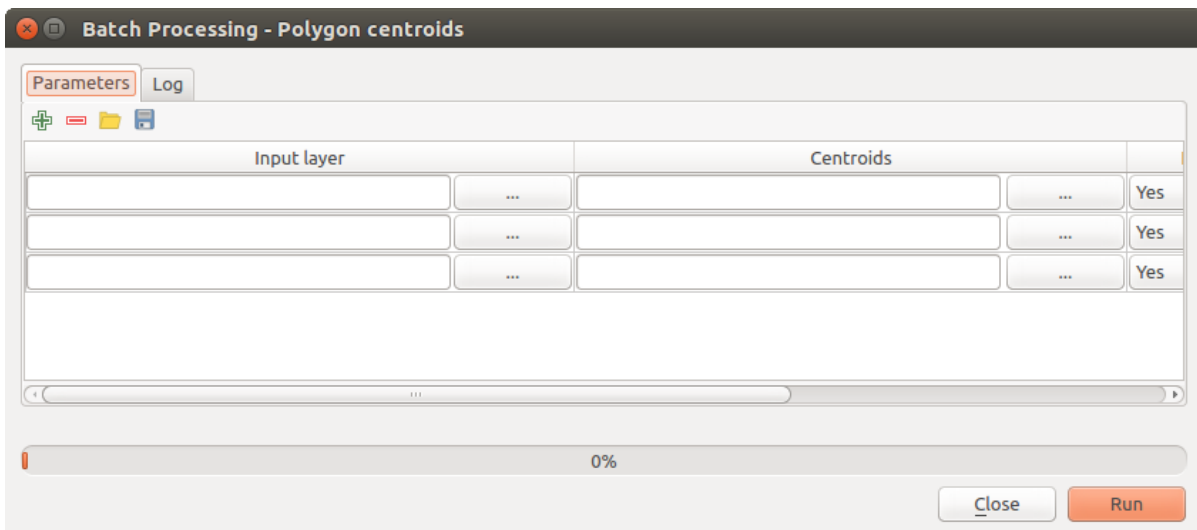 Batch Processing - Polygon centroids
Parameters Log
Input layer Centroids
... ... Yes
... ... Yes
... ... Yes
0%
Close Run